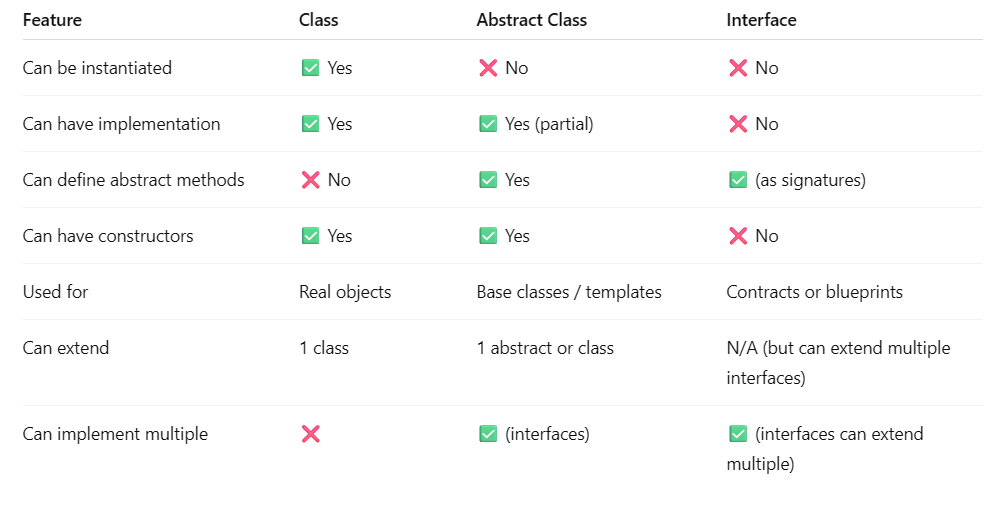 Feature Class Abstract Class Interface
Can be instantiated ✅ Yes ❌ No ❌ No
Can have implementation ✅ Yes ✅ Yes (partial) ❌ No
Can define abstract methods ❌ No ✅ Yes ✅ (as signatures)
Can have constructors ✅ Yes ✅ Yes ❌ No
Used for Real objects Base classes / templates Contracts or blueprints
Can extend 1 class 1 abstract or class N/A (but can extend multiple
interfaces)
Can implement multiple ❌ ✅ (interfaces) ✅ (interfaces can extend
multiple)